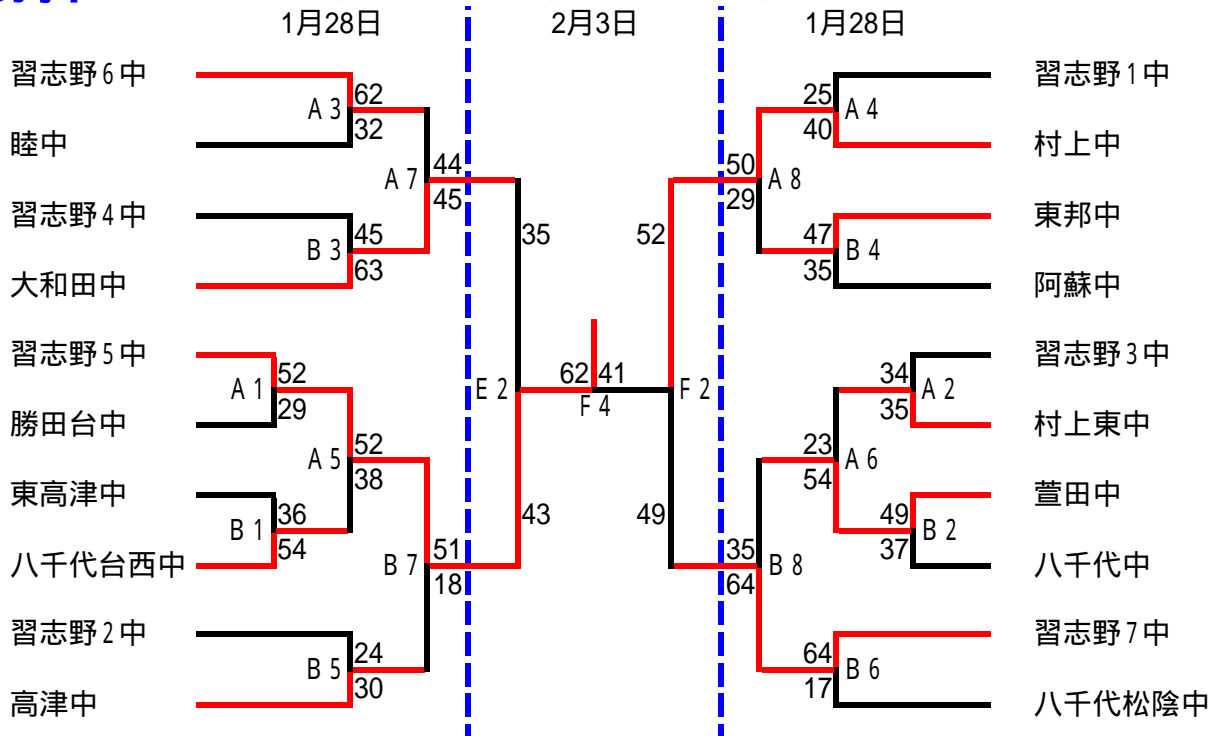 1月28日 2月3日 1月28日
習志野6中 62 25 習志野1中
A3 A4
睦中 32 40 村上中
44 50
A7 A8
45 29
習志野4中 45 35 52 47 東邦中
B3 B4
大和田中 63 35 阿蘇中
習志野5中 52 34 習志野3中
A1 62 41 A2
E2 F4 F2
勝田台中 29 35 村上東中
52 23
A5 A6
38 54
東高津中 36 43 49 49 萱田中
B1 B2
八千代台西中 54 37 八千代中
51 35
B7 B8
18 64
習志野2中 24 64 習志野7中
B5 B6
高津中 30 17 八千代松陰中